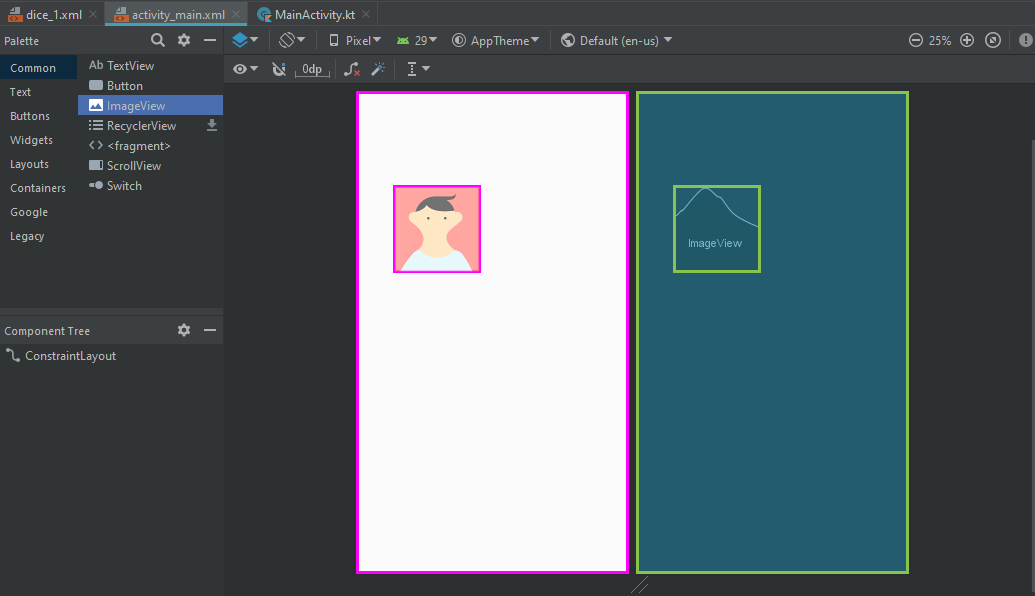 dice_1.xml activity_main.xml MainActivity.kt
Palette
Pixel 29 AppTheme Default (en-us) 25%
Common
Text
Buttons
Widgets
Layouts
Containers
Google
Legacy
Ab TextView
Button
ImageView
RecyclerView
<fragment>
ScrollView
Switch
0dp
ImageView
Component Tree
ConstraintLayout